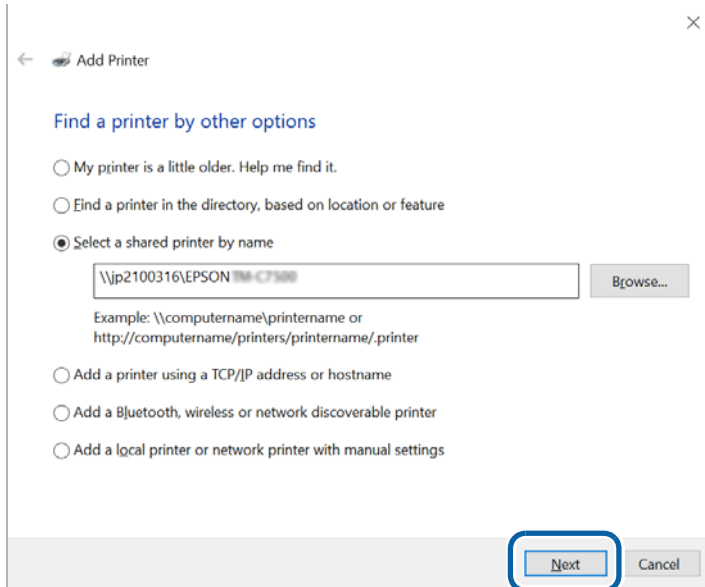 Add Printer
Find a printer by other options
My printer is a little older. Help me find it.
Find a printer in the directory, based on location or feature
Select a shared printer by name
\\jp2100316\EPSON
Browse...
Example: \\computername\printername or
http://computername/printers/printername/.printer
Add a printer using a TCP/IP address or hostname
Add a Bluetooth, wireless or network discoverable printer
Add a local printer or network printer with manual settings
Next
Cancel